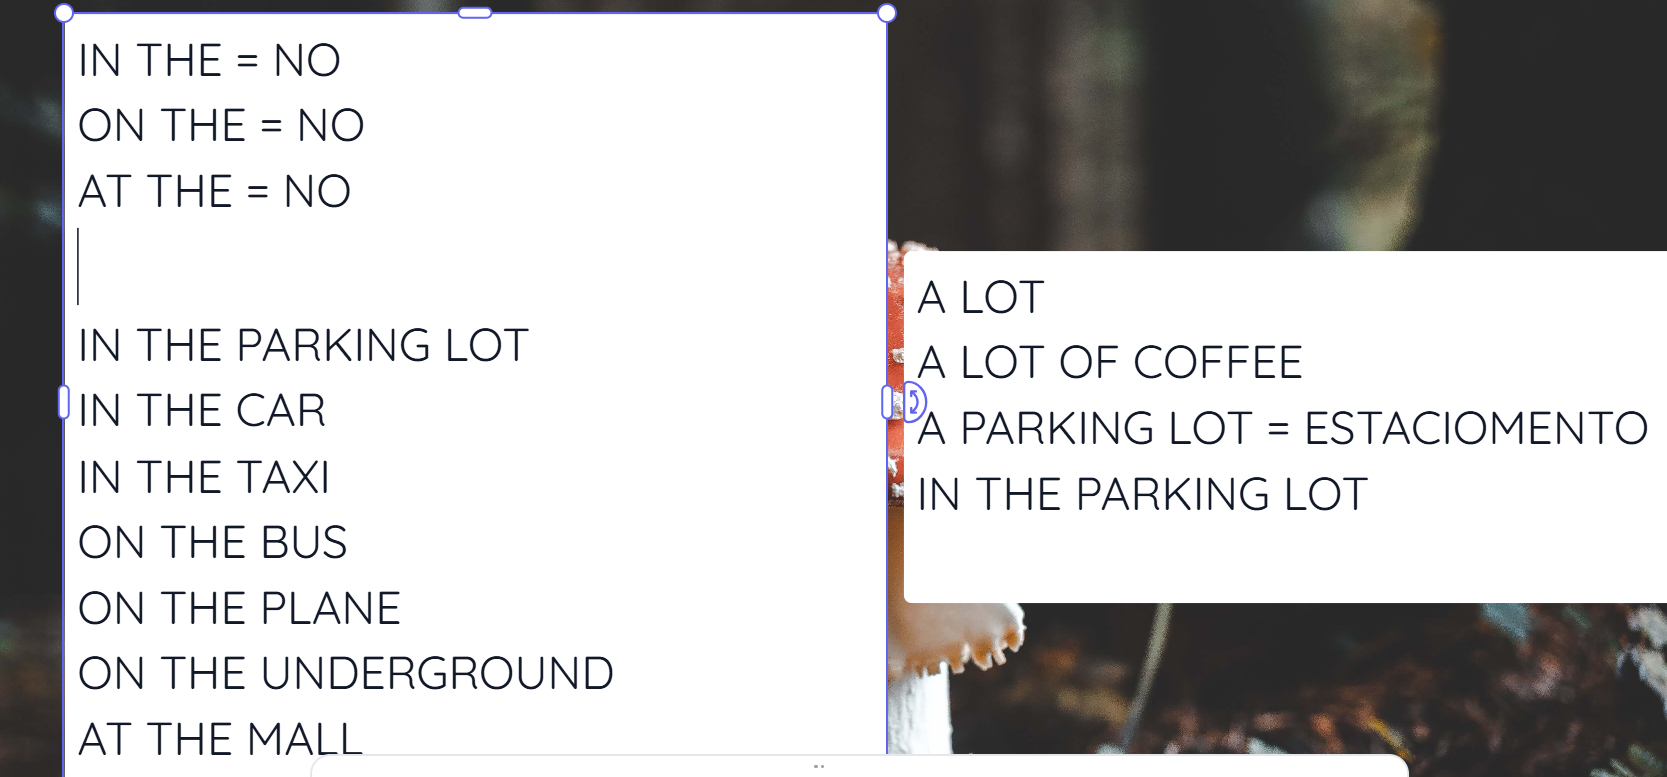 IN THE = NO
ON THE = NO
AT THE = NO
IN THE PARKING LOT
IN THE CAR
IN THE TAXI
ON THE BUS
ON THE PLANE
ON THE UNDERGROUND
AT THE MALL
A LOT
A LOT OF COFFEE
A PARKING LOT = ESTACIOMENTO
IN THE PARKING LOT